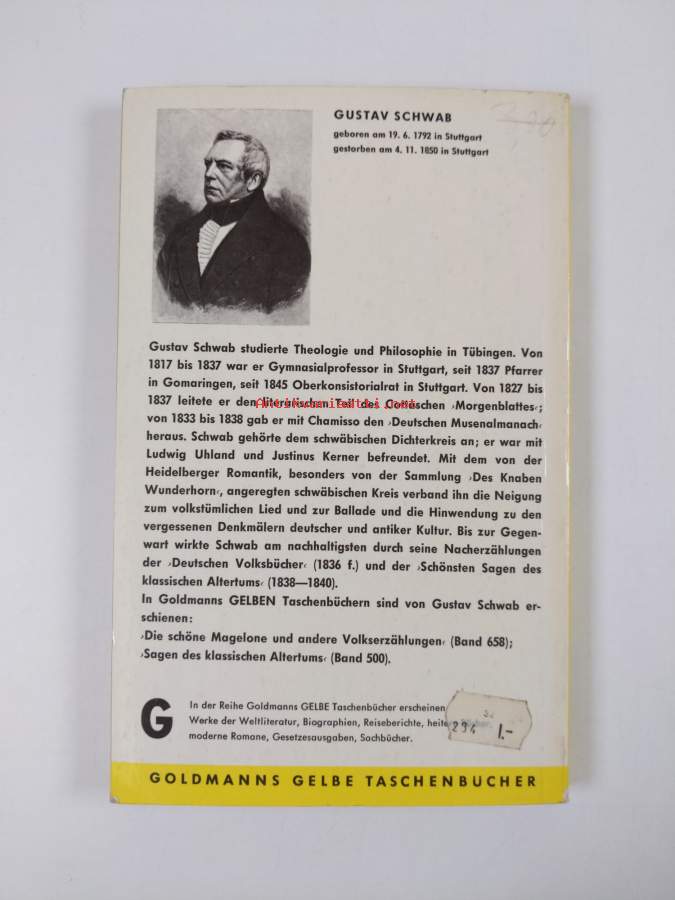 GUSTAV SCHWAB
geboren am 19. 6. 1792 in Stuttgart
gestorben am 4. 11. 1850 in Stuttgart
Gustav Schwab studierte Theologie und Philosophie in Tübingen. Von
1817 bis 1837 war er Gymnasialprofessor in Stuttgart, seit 1837 Pfarrer
in Gomaringen, seit 1845 Oberkonsistorialrat in Stuttgart. Von 1827 bis
1837 leitete er den literarischen Teil des Cottaschen ›Morgenblattes‹;
von 1833 bis 1838 gab er mit Chamisso den ›Deutschen Musenalmanach‹
heraus. Schwab gehörte dem schwäbischen Dichterkreis an; er war mit
Ludwig Uhland und Justinus Kerner befreundet. Mit dem von der
Heidelberger Romantik, besonders von der Sammlung ›Des Knaben
Wunderhorn‹, angeregten schwäbischen Kreis verband ihn die Neigung
zum volkstümlichen Lied und zur Ballade und die Hinwendung zu den
vergessenen Denkmälern deutscher und antiker Kultur. Bis zur Gegen-
wart wirkte Schwab am nachhaltigsten durch seine Nacherzählungen
der ›Deutschen Volksbücher‹ (1836 f.) und der ›Schönsten Sagen des
klassischen Altertums‹ (1838—1840).
In Goldmanns GELBEN Taschenbüchern sind von Gustav Schwab er-
schienen:
›Die schöne Magelone und andere Volkserzählungen‹ (Band 658);
›Sagen des klassischen Altertums‹ (Band 500).
G
In der Reihe Goldmanns GELBE Taschenbücher erscheinen
Werke der Weltliteratur, Biographien, Reiseberichte,
moderne Romane, Gesetzesausgaben, Sachbücher.
294 1.-
GOLDMANNS GELBE TASCHENBÜCHER